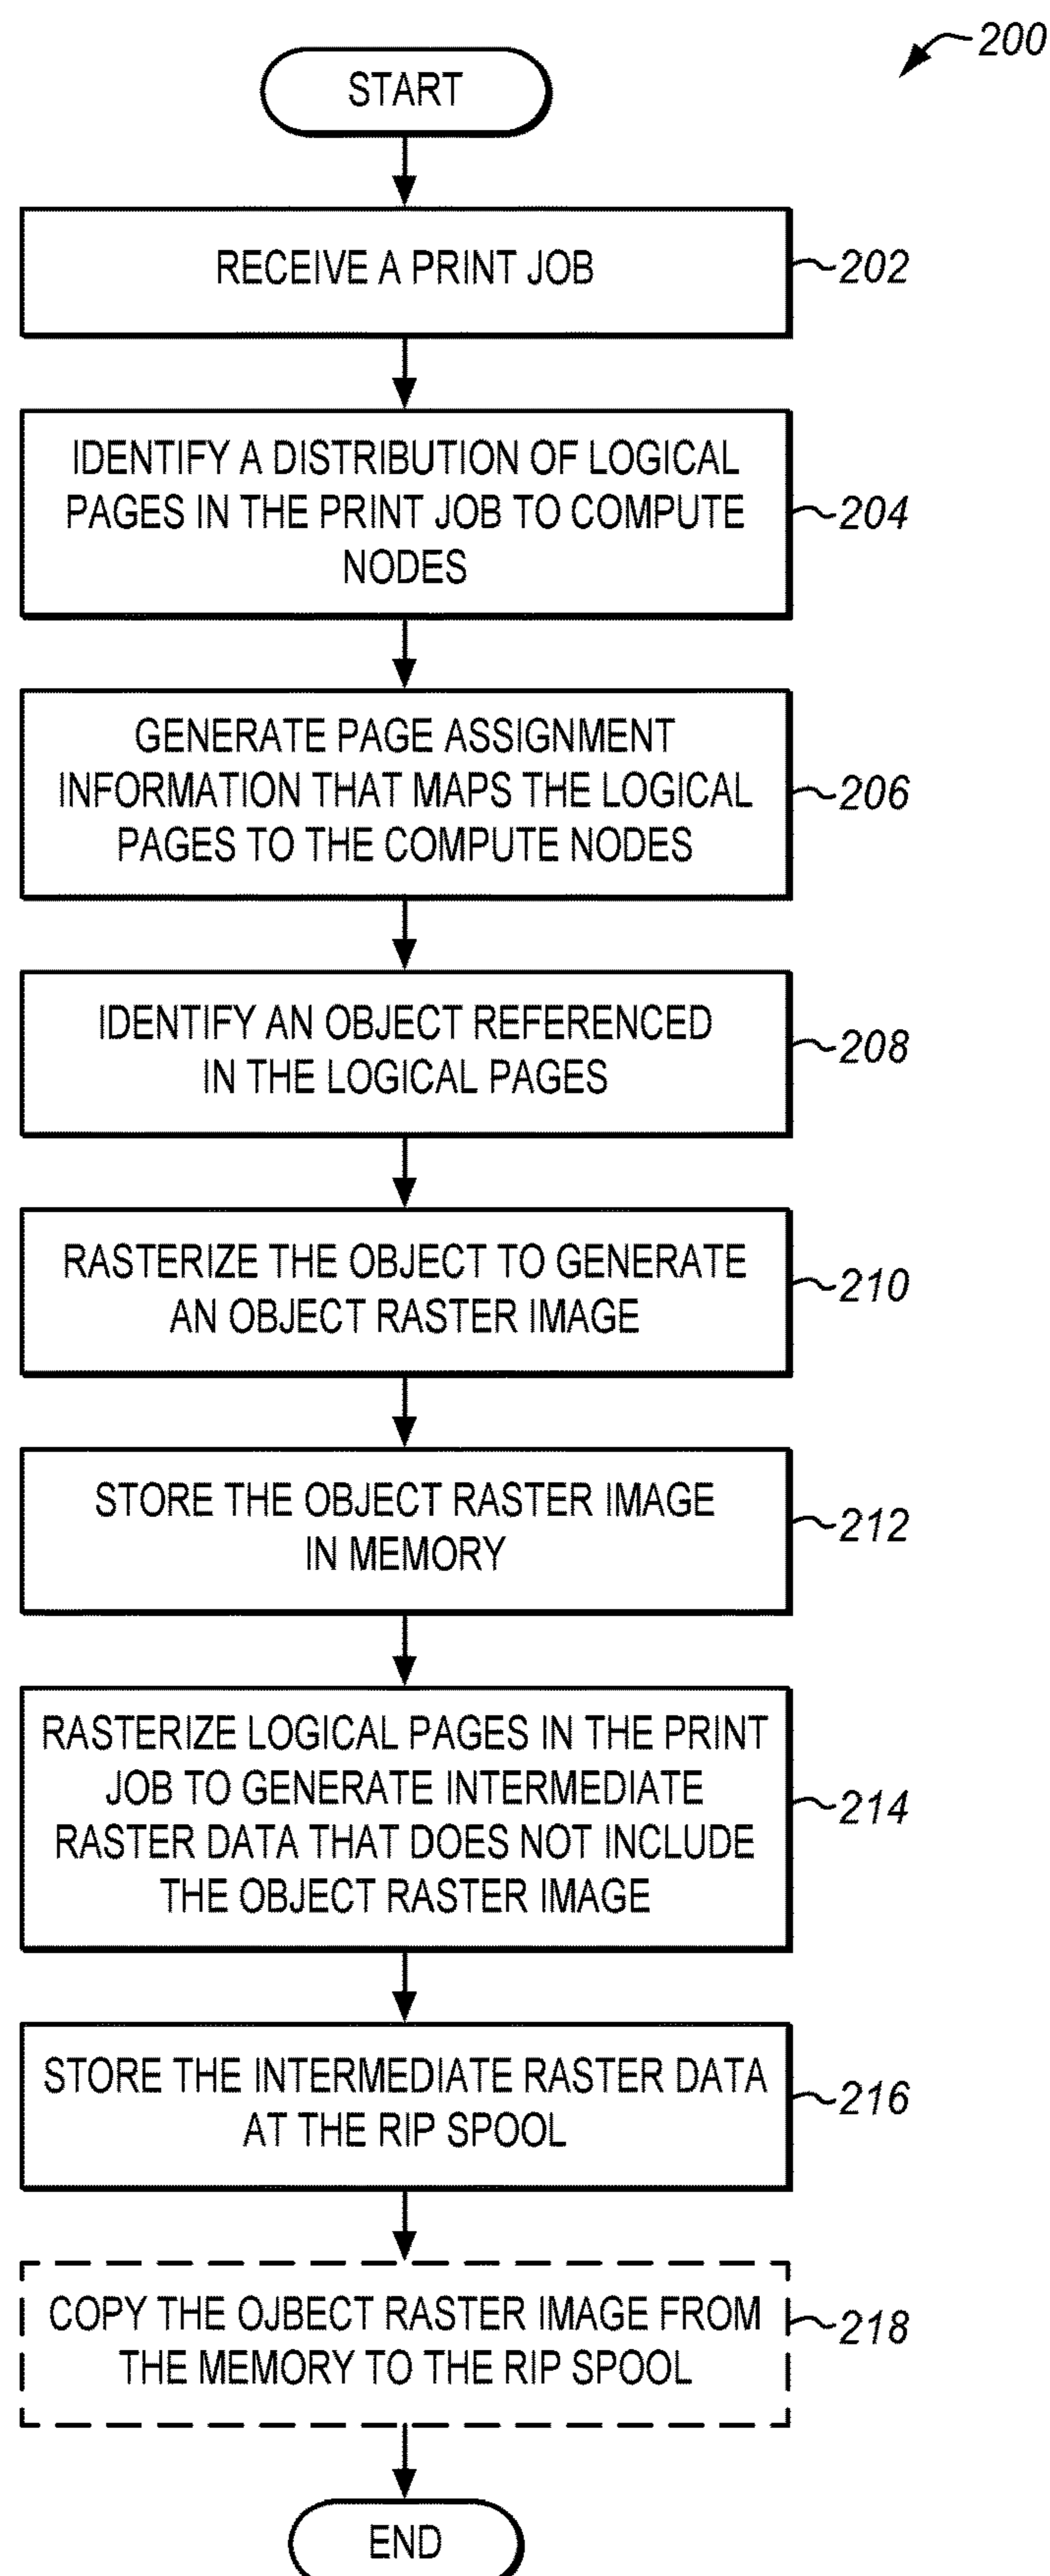 200
START
RECEIVE A PRINT JOB
202
IDENTIFY A DISTRIBUTION OF LOGICAL
PAGES IN THE PRINT JOB TO COMPUTE
NODES
204
GENERATE PAGE ASSIGNMENT
INFORMATION THAT MAPS THE LOGICAL
PAGES TO THE COMPUTE NODES
206
IDENTIFY AN OBJECT REFERENCED
IN THE LOGICAL PAGES
208
RASTERIZE THE OBJECT TO GENERATE
AN OBJECT RASTER IMAGE
210
STORE THE OBJECT RASTER IMAGE
IN MEMORY
212
RASTERIZE LOGICAL PAGES IN THE PRINT
JOB TO GENERATE INTERMEDIATE
RASTER DATA THAT DOES NOT INCLUDE
THE OBJECT RASTER IMAGE
214
STORE THE INTERMEDIATE RASTER DATA
AT THE RIP SPOOL
216
COPY THE OJBECT RASTER IMAGE FROM
THE MEMORY TO THE RIP SPOOL
218
END